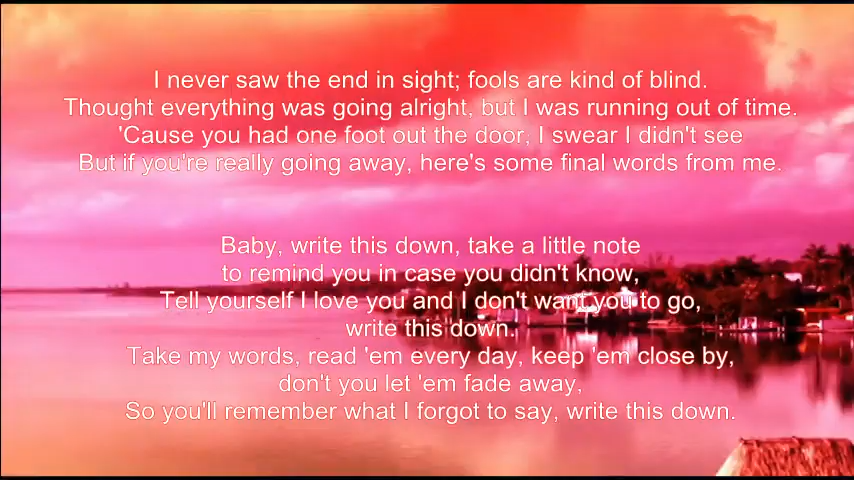 I never saw the end in sight; fools are kind of blind.
Thought everything was going alright, but I was running out of time.
'Cause you had one foot out the door, I swear I didn't see
But if you're really going away, here's some final words from me.
Baby, write this down, take a little note
to remind you in case you didn't know,
Tell yourself I love you and I don't want you to go,
write this down.
Take my words, read 'em every day, keep 'em close by,
don't you let 'em fade away,
So you'll remember what I forgot to say, write this down.